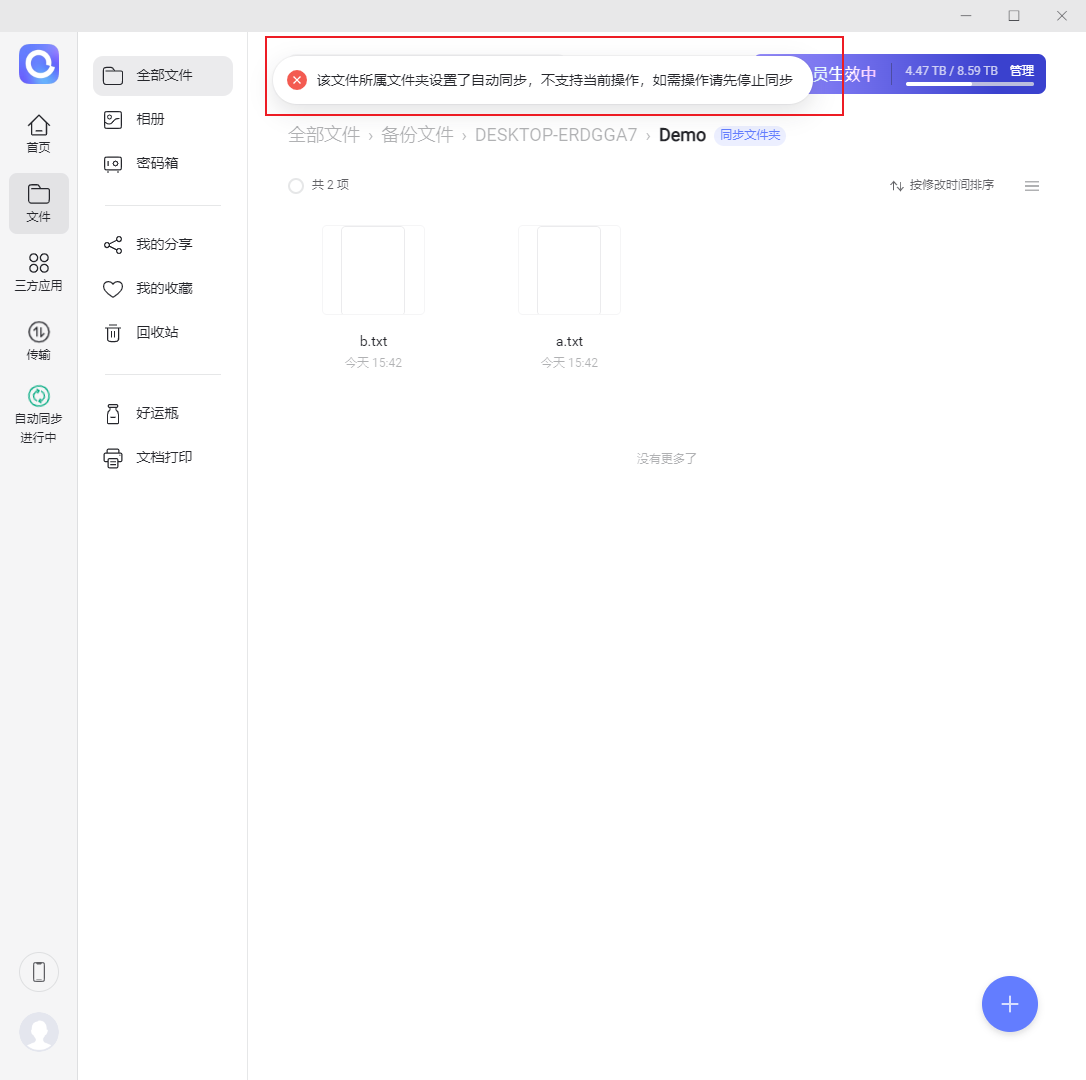 该文件所属文件夹设置了自动同步，不支持当前操作，如需操作请先停止同步
员生效中
4.47 TB / 8.59 TB 管理
首页
文件
三方应用
传输
自动同步
进行中
全部文件
相册
密码箱
我的分享
我的收藏
回收站
好运瓶
文档打印
全部文件 › 备份文件 › DESKTOP-ERDGGA7 › Demo 同步文件夹
共 2 项
按修改时间排序
b.txt
今天 15:42
a.txt
今天 15:42
没有更多了